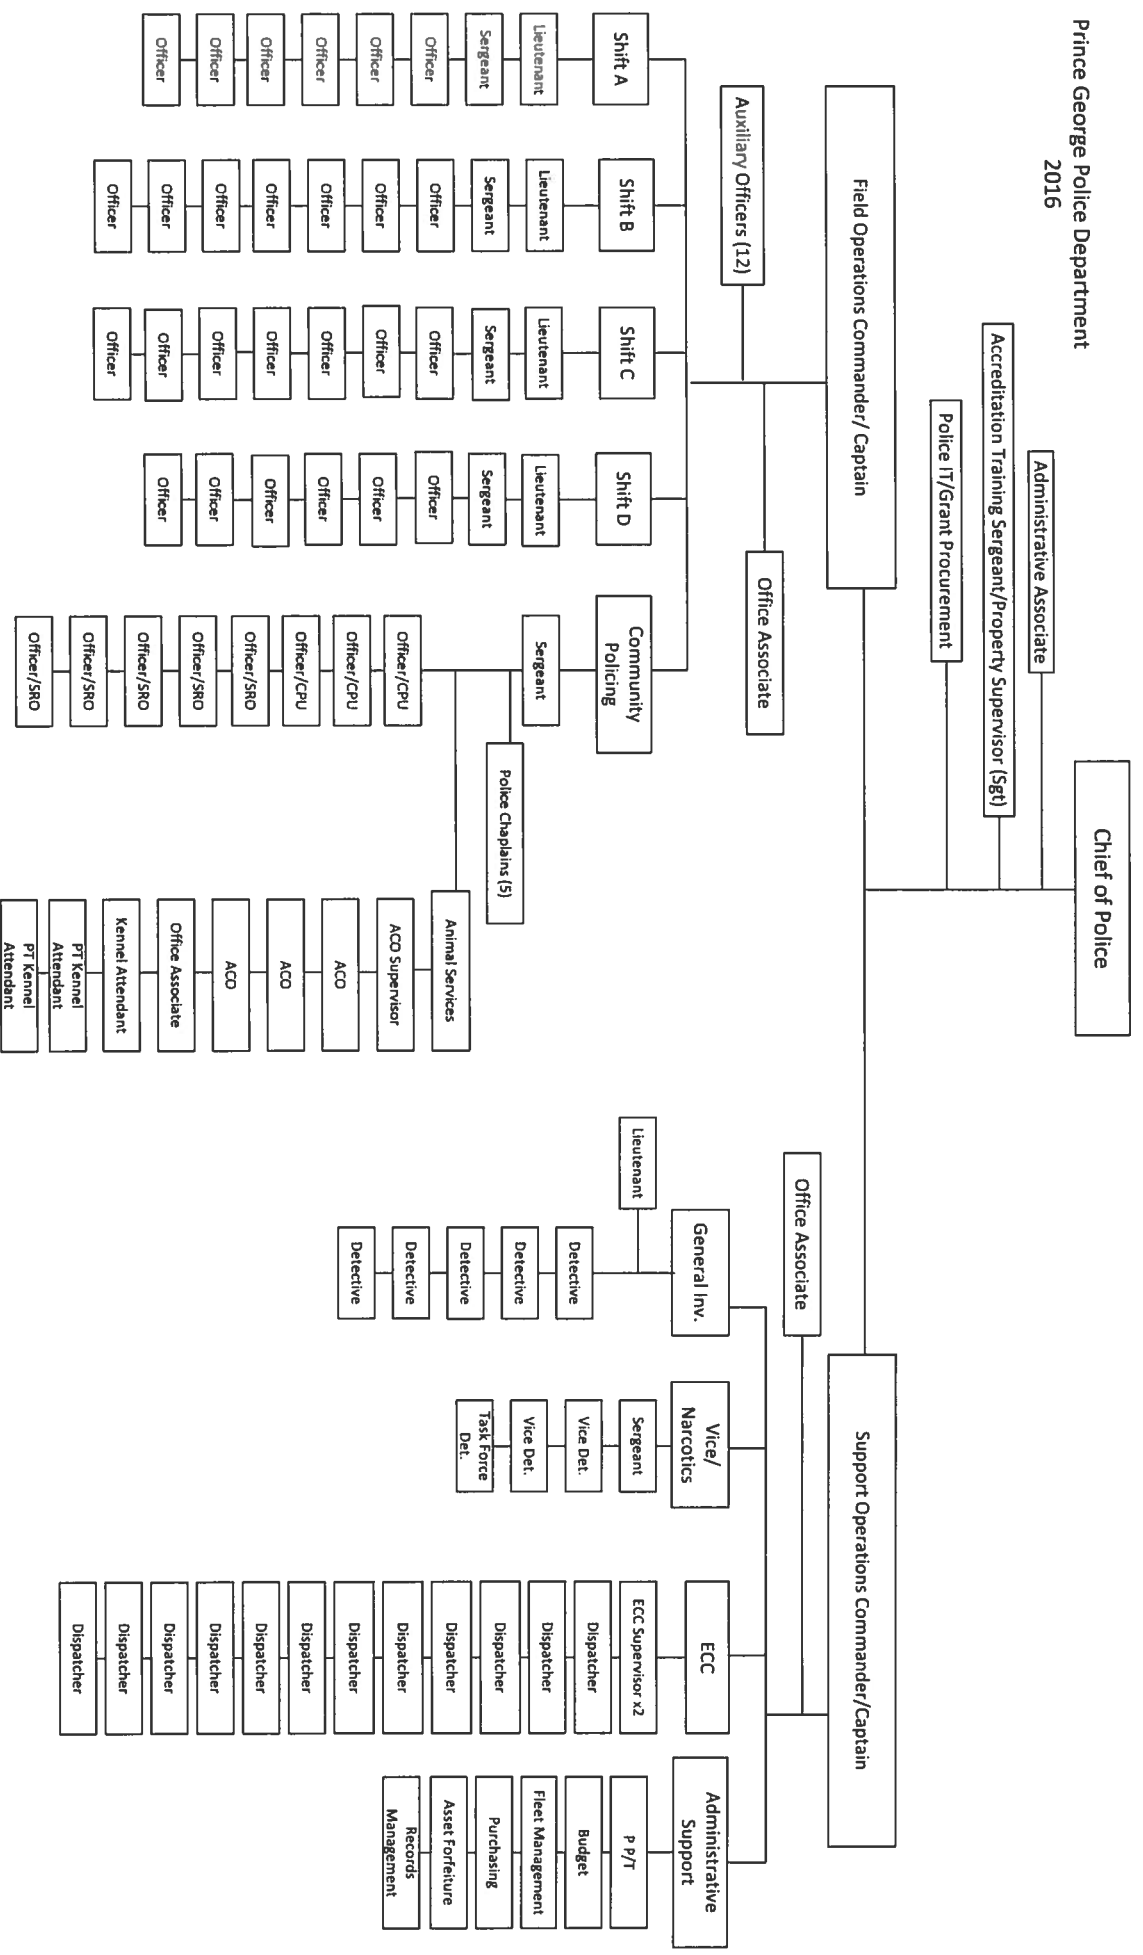 Prince George Police Department
2016
Chief of Police
Administrative Associate
Accreditation Training Sergeant/Property Supervisor (Sgt)
Police IT/Grant Procurement
Field Operations Commander/ Captain
Support Operations Commander/Captain
Auxiliary Officers (12)
Office Associate
Office Associate
Shift A
Lieutenant
Sergeant
Officer
Officer
Officer
Officer
Officer
Officer
Shift B
Lieutenant
Sergeant
Officer
Officer
Officer
Officer
Officer
Officer
Officer
Shift C
Lieutenant
Sergeant
Officer
Officer
Officer
Officer
Officer
Officer
Officer
Shift D
Lieutenant
Sergeant
Officer
Officer
Officer
Officer
Officer
Officer
Community
Policing
Sergeant
Police Chaplains (5)
Officer/CPU
Officer/CPU
Officer/CPU
Officer/SRO
Officer/SRO
Officer/SRO
Officer/SRO
Officer/SRO
Animal Services
ACO Supervisor
ACO
ACO
ACO
Office Associate
Kennel Attendant
PT Kennel
Attendant
PT Kennel
Attendant
General Inv.
Lieutenant
Detective
Detective
Detective
Detective
Detective
Vice/
Narcotics
Sergeant
Vice Det.
Vice Det.
Task Force
Det.
ECC
ECC Supervisor x2
Dispatcher
Dispatcher
Dispatcher
Dispatcher
Dispatcher
Dispatcher
Dispatcher
Dispatcher
Dispatcher
Dispatcher
Dispatcher
Dispatcher
Administrative
Support
P P/T
Budget
Fleet Management
Purchasing
Asset Forfeiture
Records
Management